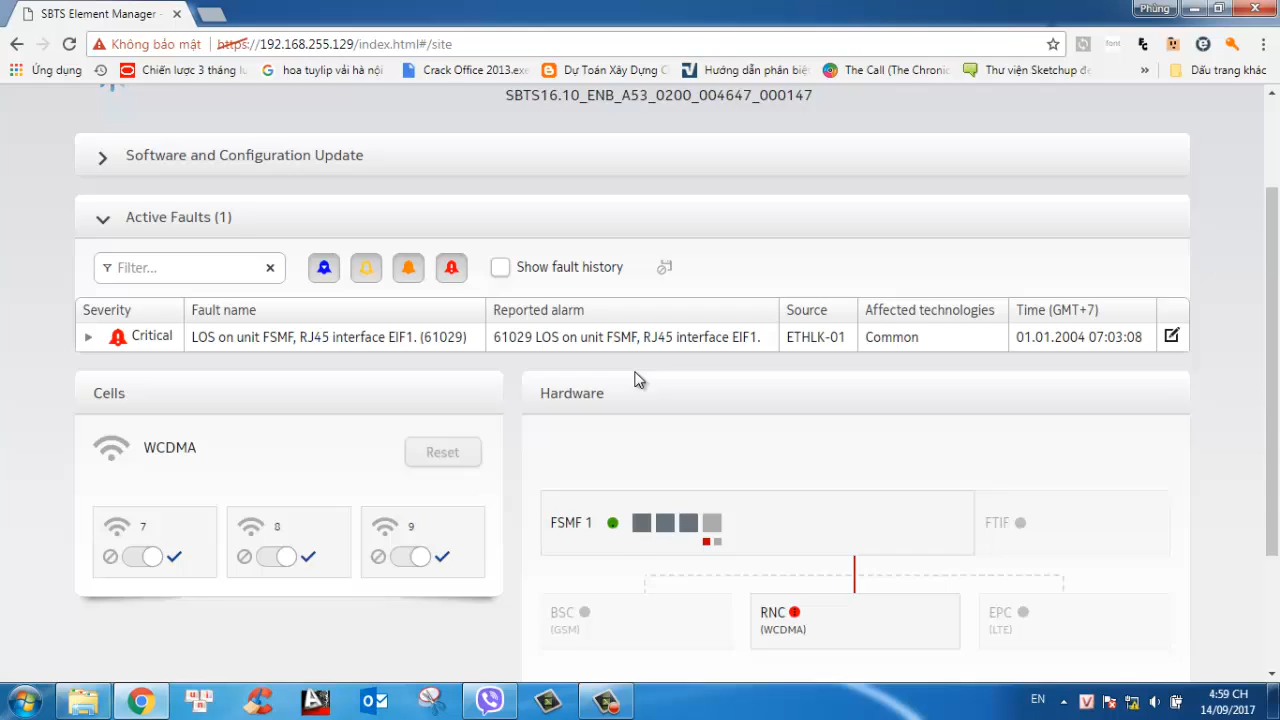 SBTS Element Manager -
Phùng
Không bảo mật
https://192.168.255.129/index.html#/site
font
Ứng dụng
Chiến lược 3 tháng l
hoa tuylip vải hà nộ
Crack Office 2013.exe
Dự Toán Xây Dựng C
Hướng dẫn phân biệ
The Call (The Chronic
Thư viện Sketchup d
»
Dấu trang khác
SBTS16.10_ENB_A53_0200_004647_000147
Software and Configuration Update
Active Faults (1)
Filter...
Show fault history
Severity Fault name Reported alarm Source Affected technologies Time (GMT+7)
Critical LOS on unit FSMF, RJ45 interface EIF1. (61029) 61029 LOS on unit FSMF, RJ45 interface EIF1. ETHLK-01 Common 01.01.2004 07:03:08
Cells
Hardware
WCDMA
Reset
7
8
9
FSMF 1
FTIF
BSC
(GSM)
RNC
(WCDMA)
EPC
(LTE)
EN
4:59 CH
14/09/2017